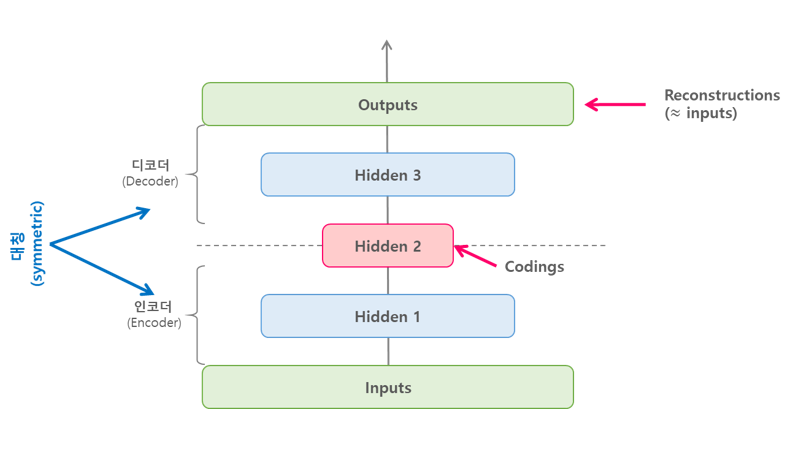 Outputs
Reconstructions
(≈ inputs)
디코더
(Decoder)
Hidden 3
대칭
(symmetric)
Hidden 2
Codings
인코더
(Encoder)
Hidden 1
Inputs